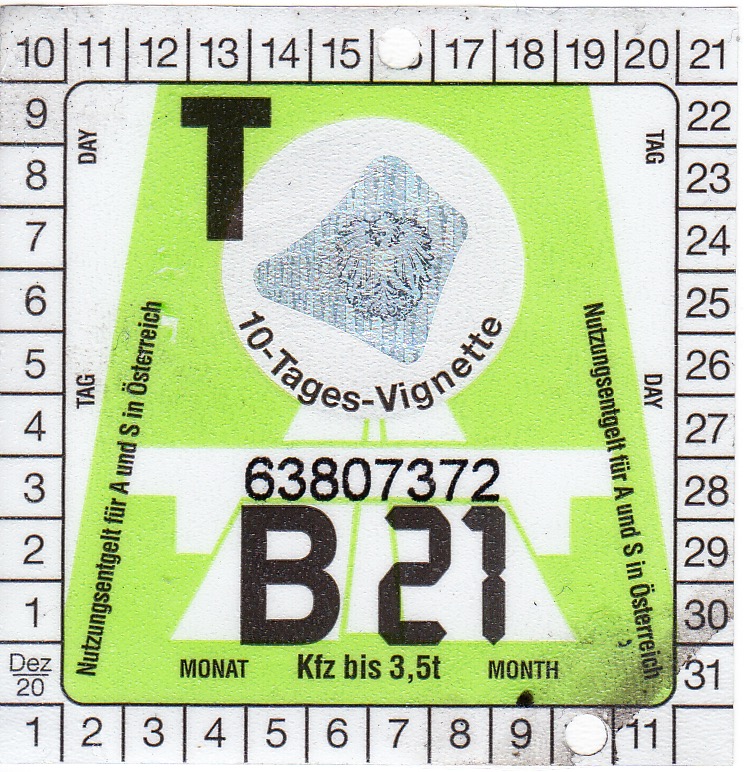 10 11 12 13 14 15 17 18 19 20 21
9
8
7
6
5
4
3
2
1
Dez
20
DAY
TAG
Nutzungsentgelt für A und S in Österreich
T
10-Tages-Vignette
63807372
B 21
MONAT Kfz bis 3,5t MONTH
TAG
DAY
Nutzungsentgelt für A und S in Österreich
22
23
24
25
26
27
28
29
30
31
1 2 3 4 5 6 7 8 9 11